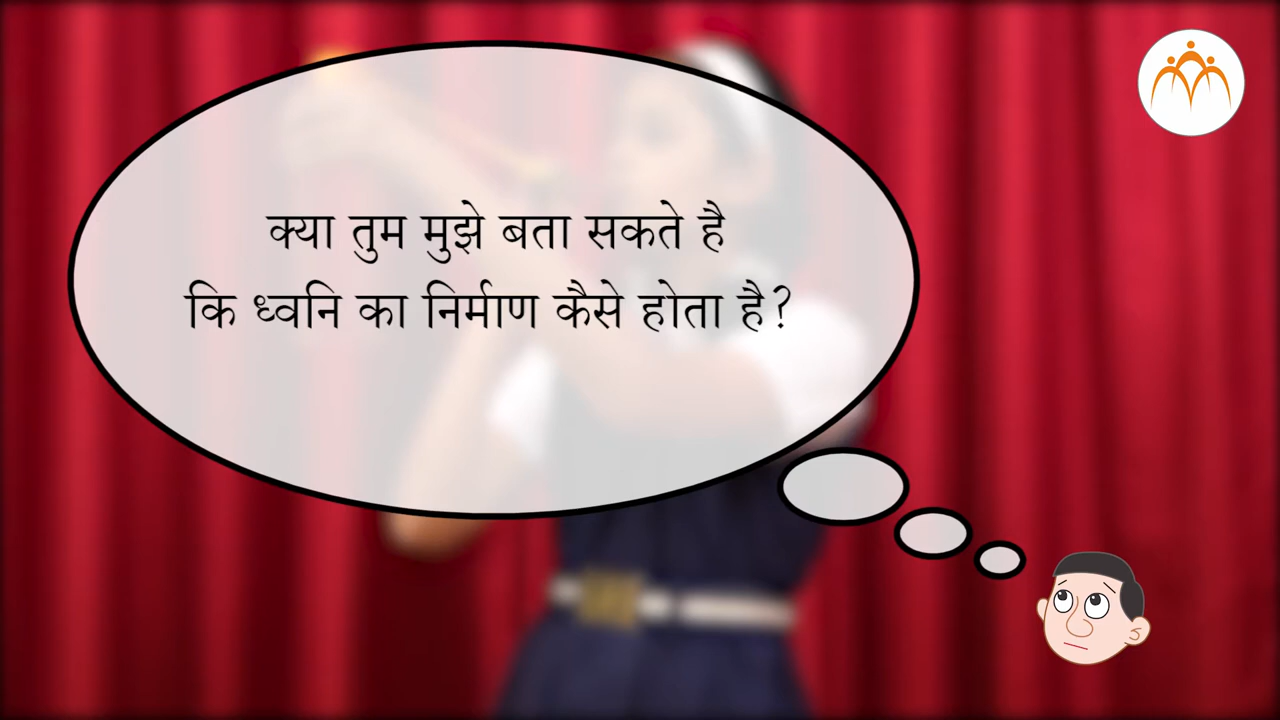 क्या तुम मुझे बता सकते है
कि ध्वनि का निर्माण कैसे होता है?